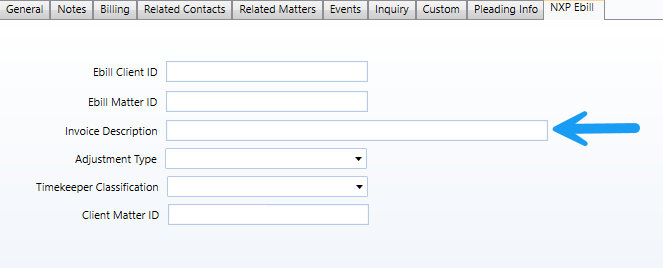 General Notes Billing Related Contacts Related Matters Events Inquiry Custom Pleading Info NXP Ebill
Ebill Client ID
Ebill Matter ID
Invoice Description
Adjustment Type
Timekeeper Classification
Client Matter ID